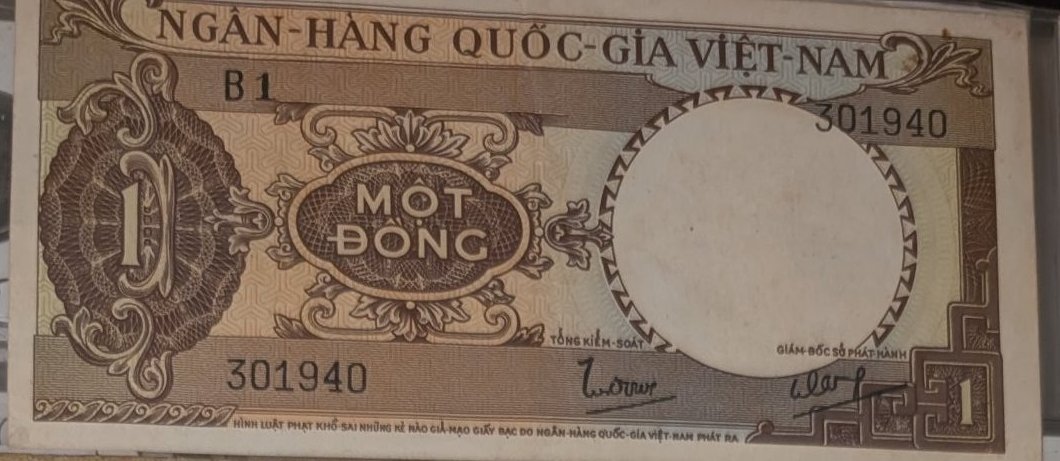 NGÂN-HÀNG QUỐC-GIA VIỆT-NAM
B 1
301940
1
MỘT
ĐỒNG
TỔNG KIỂM-SOÁT
GIÁM-ĐỐC SỞ PHÁT-HÀNH
301940
1
HÌNH LUẬT PHẠT KHỔ-SAI NHỮNG KẺ NÀO GIẢ-MẠO GIẤY BẠC DO NGÂN-HÀNG QUỐC-GIA VIỆT-NAM PHÁT RA